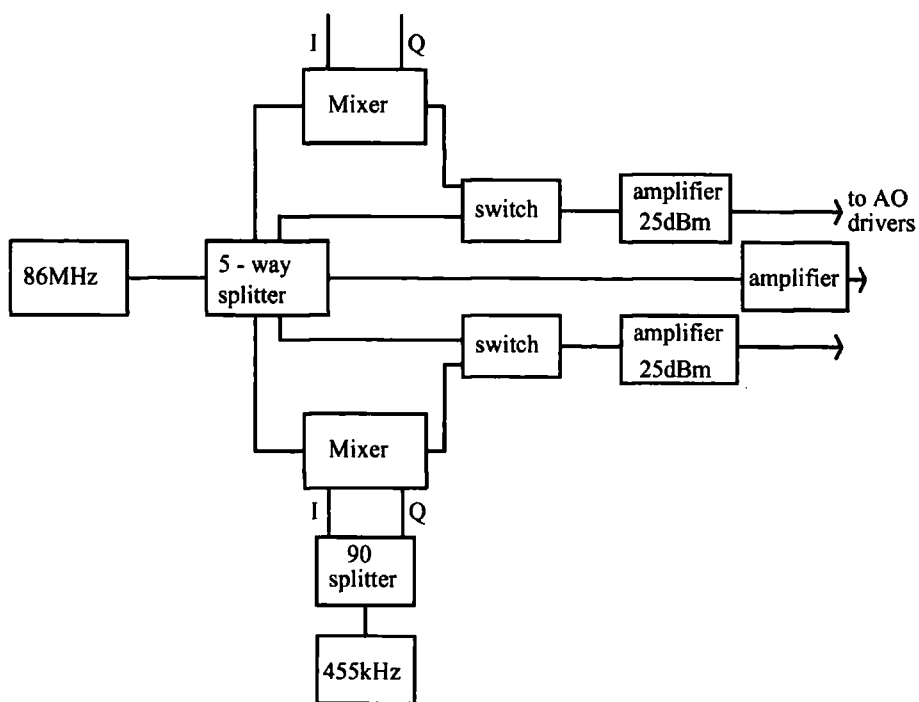 I
Q
Mixer
switch
amplifier
25dBm
to AO
drivers
86MHz
5 - way
splitter
amplifier
switch
amplifier
25dBm
Mixer
I
Q
90
splitter
455kHz